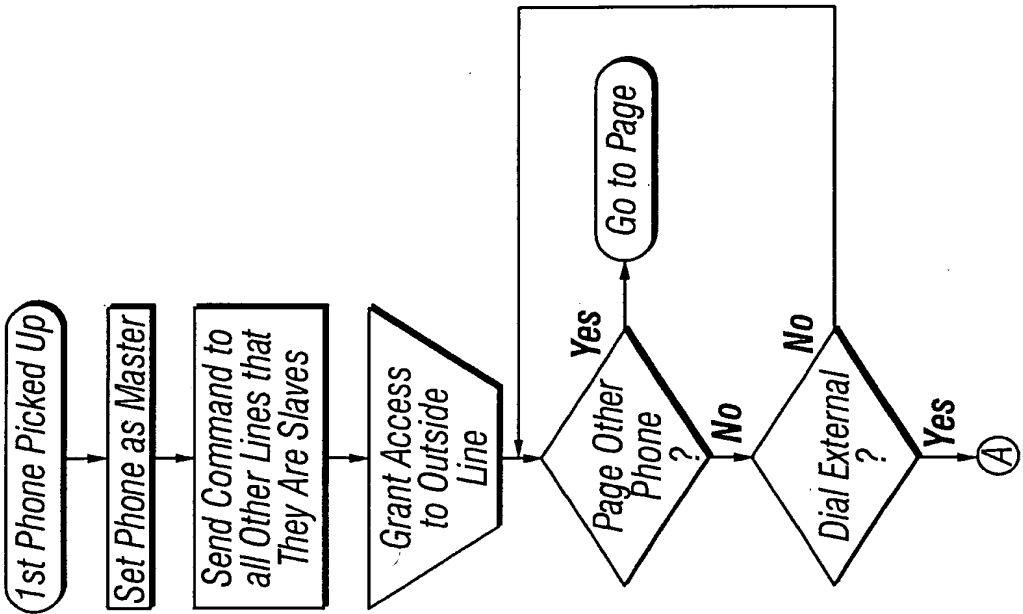 1st Phone Picked Up
Set Phone as Master
Send Command to
all Other Lines that
They Are Slaves
Grant Access
to Outside
Line
Page Other
Phone
?
Yes
Go to Page
No
Dial External
?
No
Yes
A